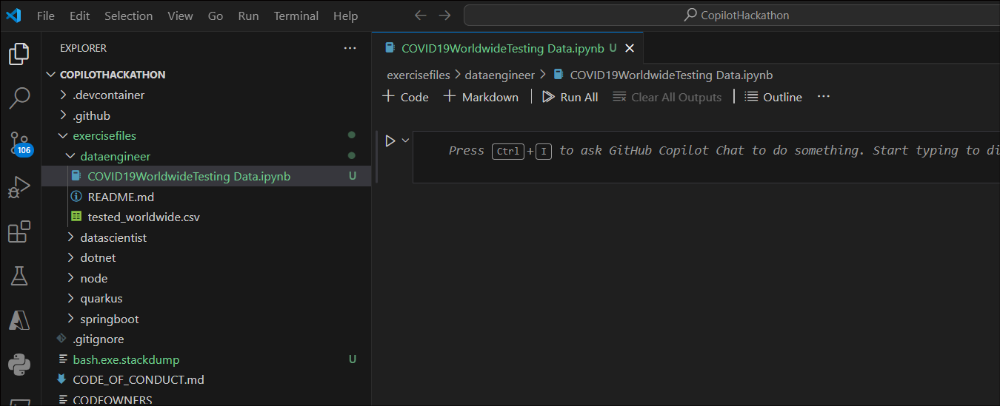 File Edit Selection View Go Run Terminal Help
CopilotHackathon
EXPLORER
COPILOTHACKATHON
.devcontainer
.github
exercisefiles
dataengineer
COVID19WorldwideTesting Data.ipynb U
README.md
tested_worldwide.csv
datascientist
dotnet
node
quarkus
springboot
.gitignore
bash.exe.stackdump U
CODE_OF_CONDUCT.md
CODEOWNERS
106
COVID19WorldwideTesting Data.ipynb U
exercisefiles > dataengineer > COVID19WorldwideTesting Data.ipynb
+ Code + Markdown Run All Clear All Outputs Outline ...
Press Ctrl + I to ask GitHub Copilot Chat to do something. Start typing to di